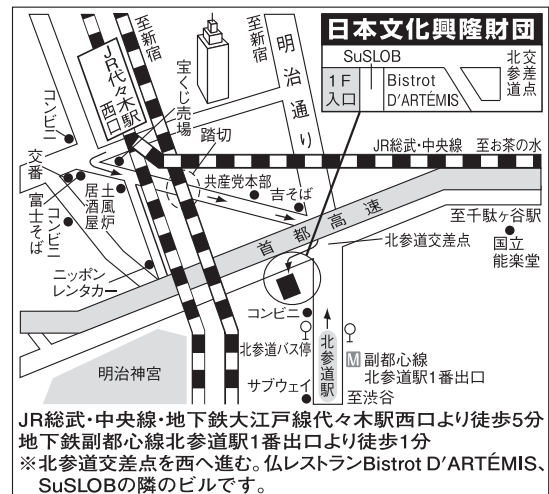 日本文化興隆財団
SuSLOB
1F
入口
Bistrot
D'ARTÉMIS
北参道
交差点
至新宿
JR代々木駅
西口
至新宿
宝くじ売場
踏切
明治通り
コンビニ
交番
富士そば
コンビニ
居酒屋
土風炉
共産党本部
吉そば
JR総武・中央線 至お茶の水
首都高速
至千駄ヶ谷駅
北参道交差点
国立
能楽堂
ニッポン
レンタカー
コンビニ
北参道バス停
北参道駅
M 副都心線
北参道駅1番出口
明治神宮
サブウェイ
至渋谷
JR総武・中央線・地下鉄大江戸線代々木駅西口より徒歩5分
地下鉄副都心線北参道駅1番出口より徒歩1分
※北参道交差点を西へ進む。仏レストランBistrot D'ARTÉMIS、
SuSLOBの隣のビルです。